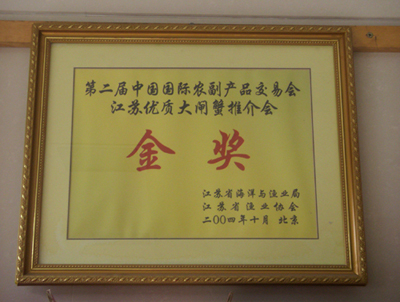 第二届中国国际农副产品交易会
江苏优质大闸蟹推介会
金奖
江苏省海洋与渔业局
江苏省渔业协会
二〇〇四年十月 北京